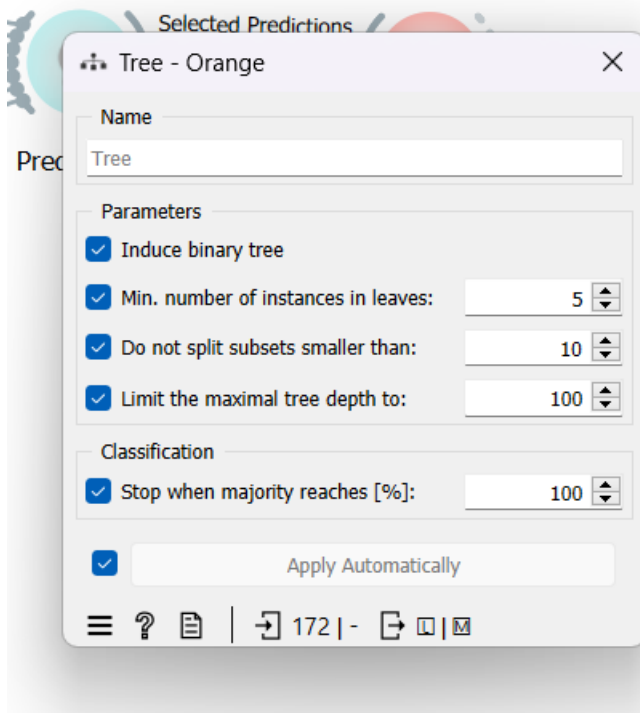 Selected Predictions
Tree - Orange
Name
Pred
Tree
Parameters
Induce binary tree
Min. number of instances in leaves: 5
Do not split subsets smaller than: 10
Limit the maximal tree depth to: 100
Classification
Stop when majority reaches [%]: 100
Apply Automatically
? 172 | - L | M